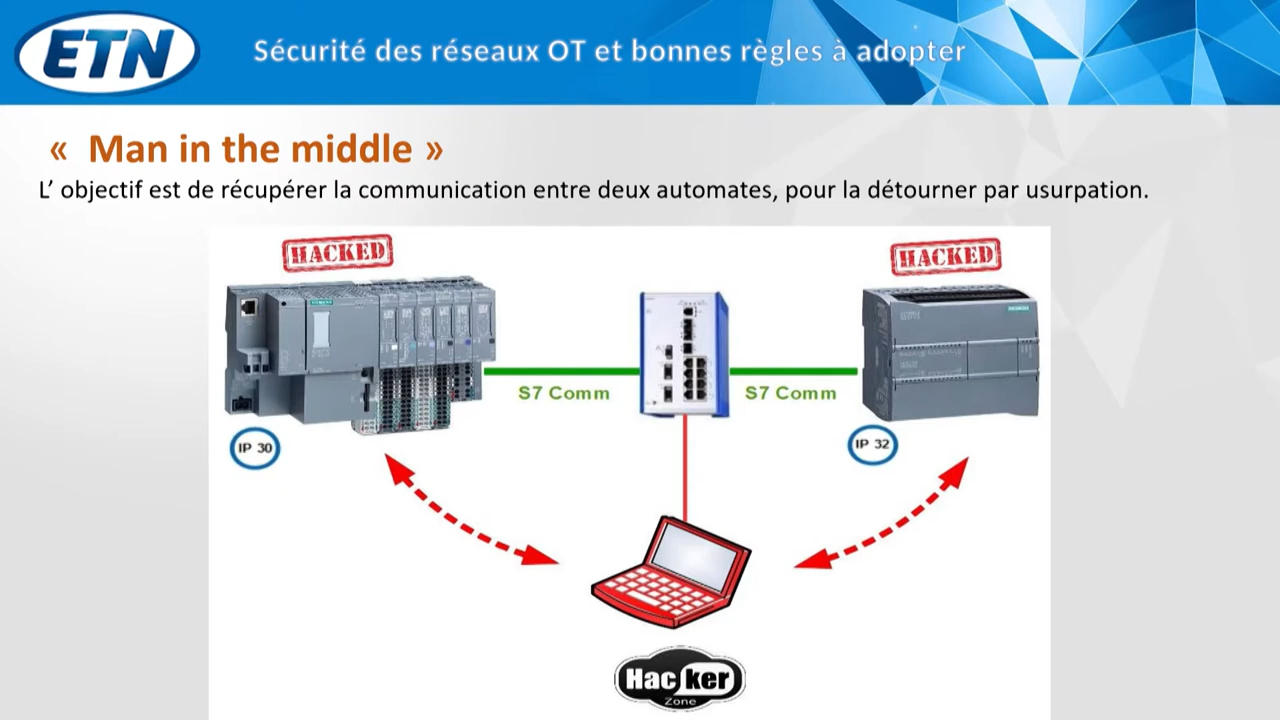 ETN
Sécurité des réseaux OT et bonnes règles à adopter
« Man in the middle »
L’ objectif est de récupérer la communication entre deux automates, pour la détourner par usurpation.
HACKED
HACKED
SIEMENS
SIEMENS
S7 Comm
S7 Comm
IP 30
IP 32
Hacker
Zone